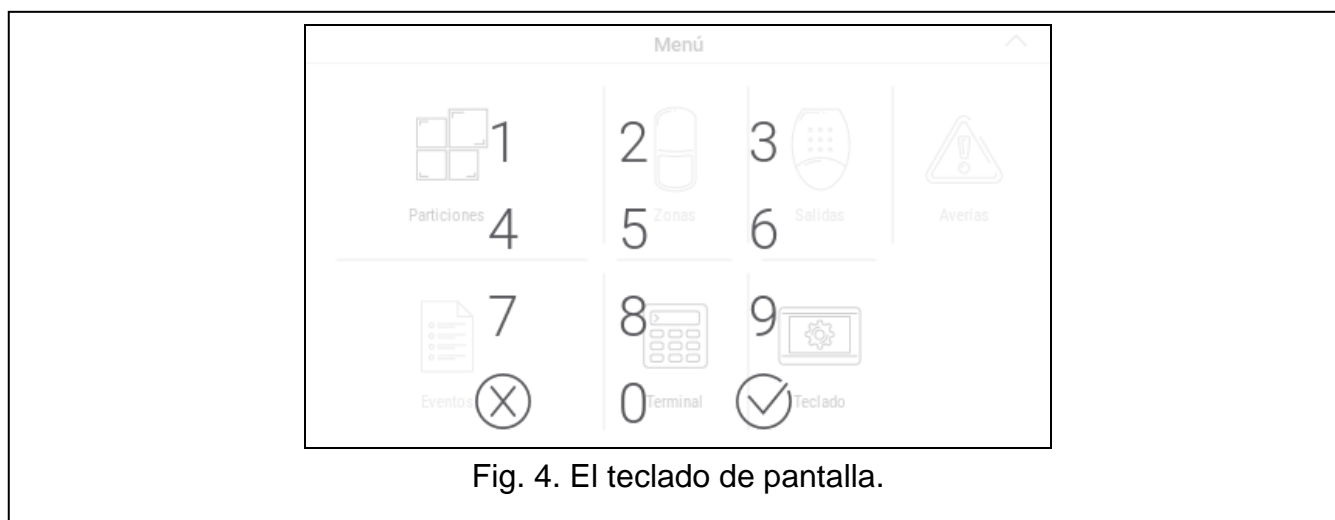 Menú
1 2 3
Particiones Zonas Salidas Averías
4 5 6
7 8 9
Eventos 0 Terminal Teclado
Fig. 4. El teclado de pantalla.